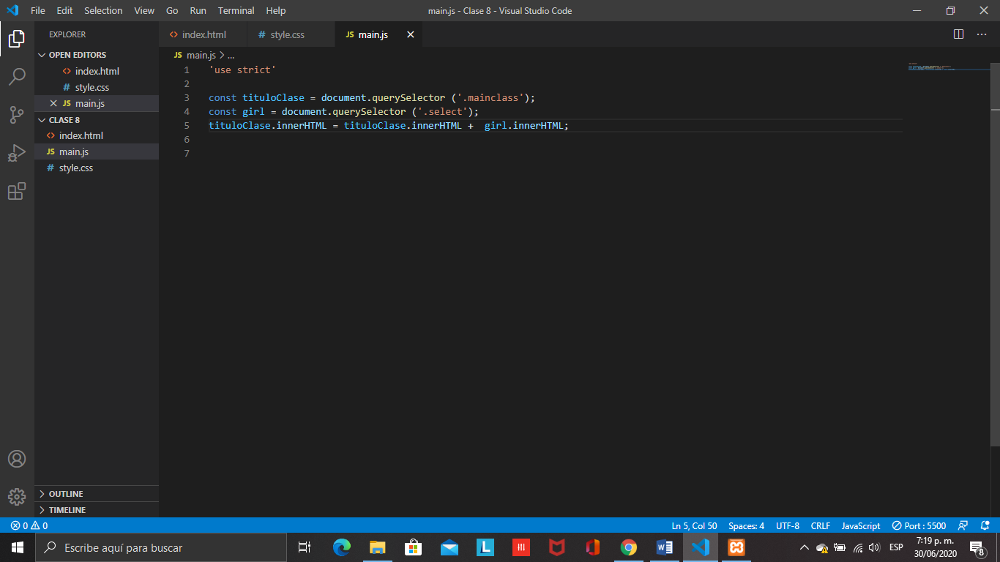 File Edit Selection View Go Run Terminal Help
main.js - Clase 8 - Visual Studio Code
EXPLORER
OPEN EDITORS
index.html
style.css
JS main.js
CLASE 8
index.html
JS main.js
# style.css
OUTLINE
TIMELINE
index.html
# style.css
JS main.js
JS main.js > ...
1 'use strict'
2
3 const tituloClase = document.querySelector ('.mainclass');
4 const girl = document.querySelector ('.select');
5 tituloClase.innerHTML = tituloClase.innerHTML +  girl.innerHTML;
6
7
0 0
Ln 5, Col 50
Spaces: 4
UTF-8
CRLF
JavaScript
Port : 5500
Escribe aquí para buscar
L
W
ESP
7:19 p. m.
30/06/2020
8